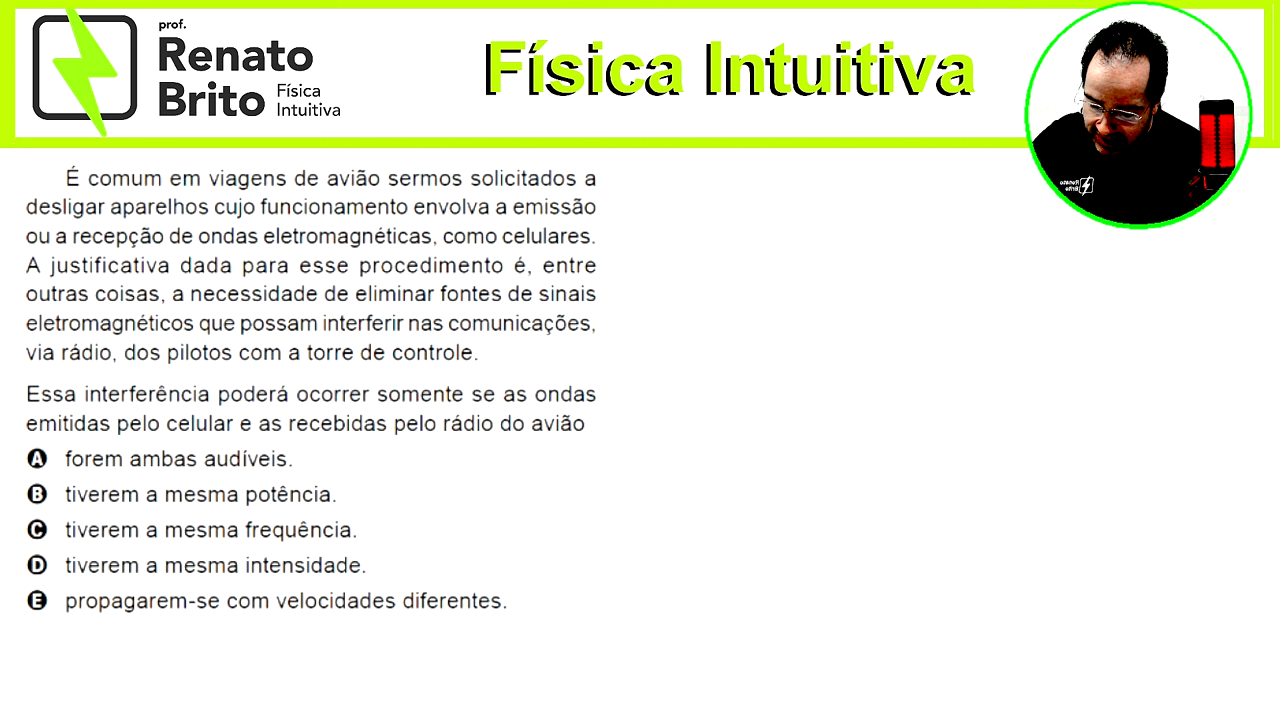 prof.
Renato
Brito
Física
Intuitiva
Física Intuitiva
É comum em viagens de avião sermos solicitados a
desligar aparelhos cujo funcionamento envolva a emissão
ou a recepção de ondas eletromagnéticas, como celulares.
A justificativa dada para esse procedimento é, entre
outras coisas, a necessidade de eliminar fontes de sinais
eletromagnéticos que possam interferir nas comunicações,
via rádio, dos pilotos com a torre de controle.
Essa interferência poderá ocorrer somente se as ondas
emitidas pelo celular e as recebidas pelo rádio do avião
A forem ambas audíveis.
B tiverem a mesma potência.
C tiverem a mesma frequência.
D tiverem a mesma intensidade.
E propagarem-se com velocidades diferentes.